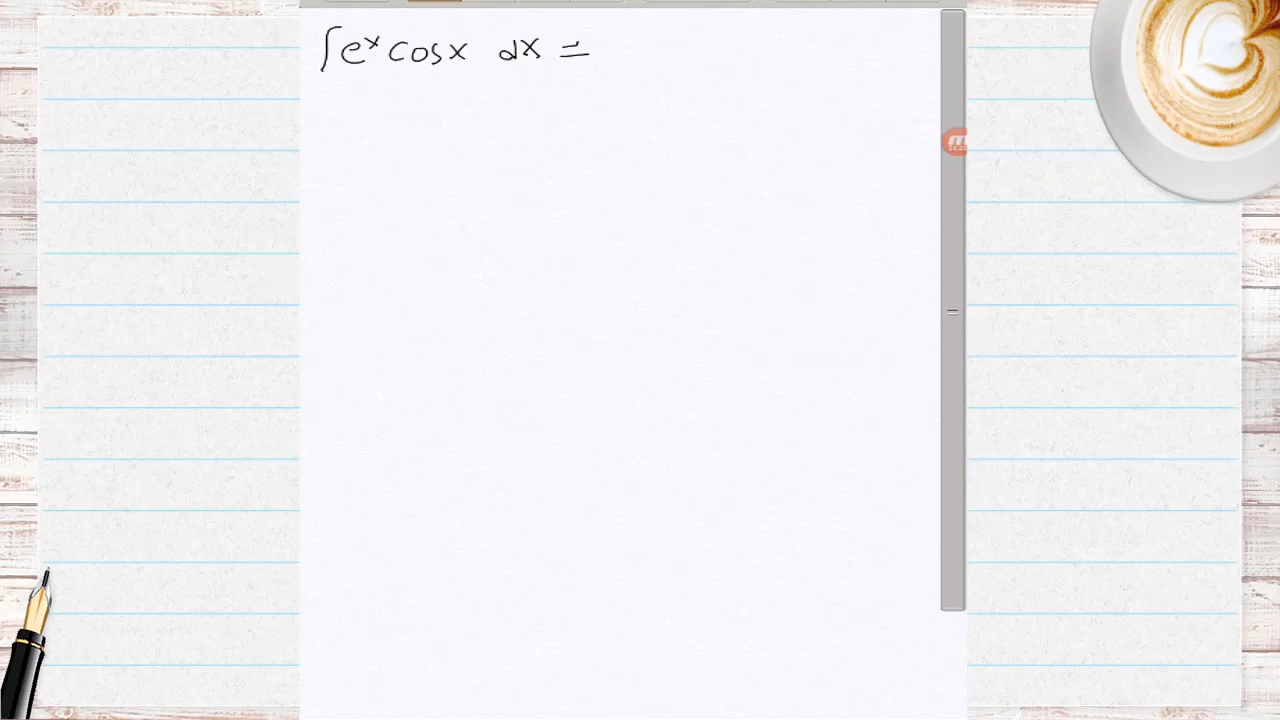 ∫eˣ cosx dx =